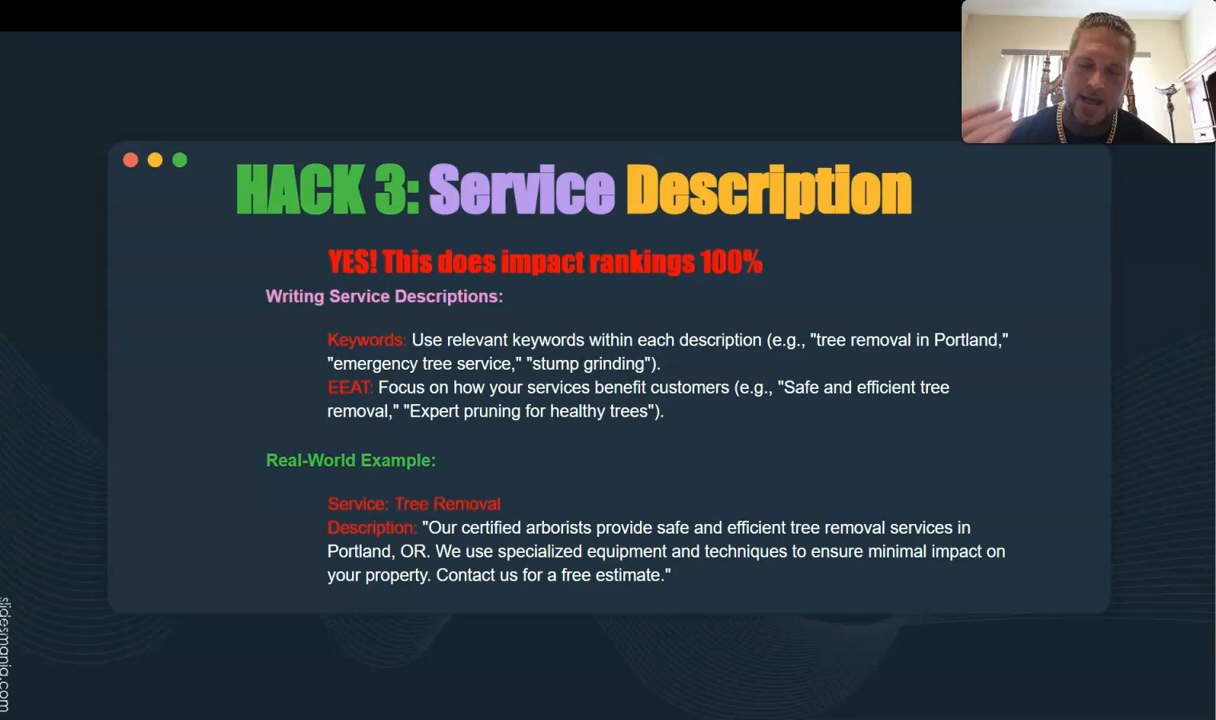 HACK 3: Service Description
YES! This does impact rankings 100%
Writing Service Descriptions:
Keywords: Use relevant keywords within each description (e.g., "tree removal in Portland,"
"emergency tree service," "stump grinding").
EEAT: Focus on how your services benefit customers (e.g., "Safe and efficient tree
removal," "Expert pruning for healthy trees").
Real-World Example:
Service: Tree Removal
Description: "Our certified arborists provide safe and efficient tree removal services in
Portland, OR. We use specialized equipment and techniques to ensure minimal impact on
your property. Contact us for a free estimate."
slidesmania.com